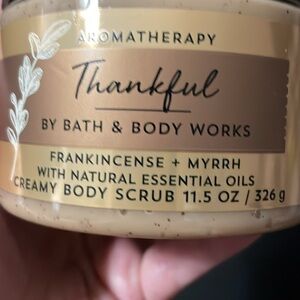 AROMATHERAPY
Thankful
BY BATH & BODY WORKS
FRANKINCENSE + MYRRH
WITH NATURAL ESSENTIAL OILS
CREAMY BODY SCRUB 11.5 OZ / 326 g